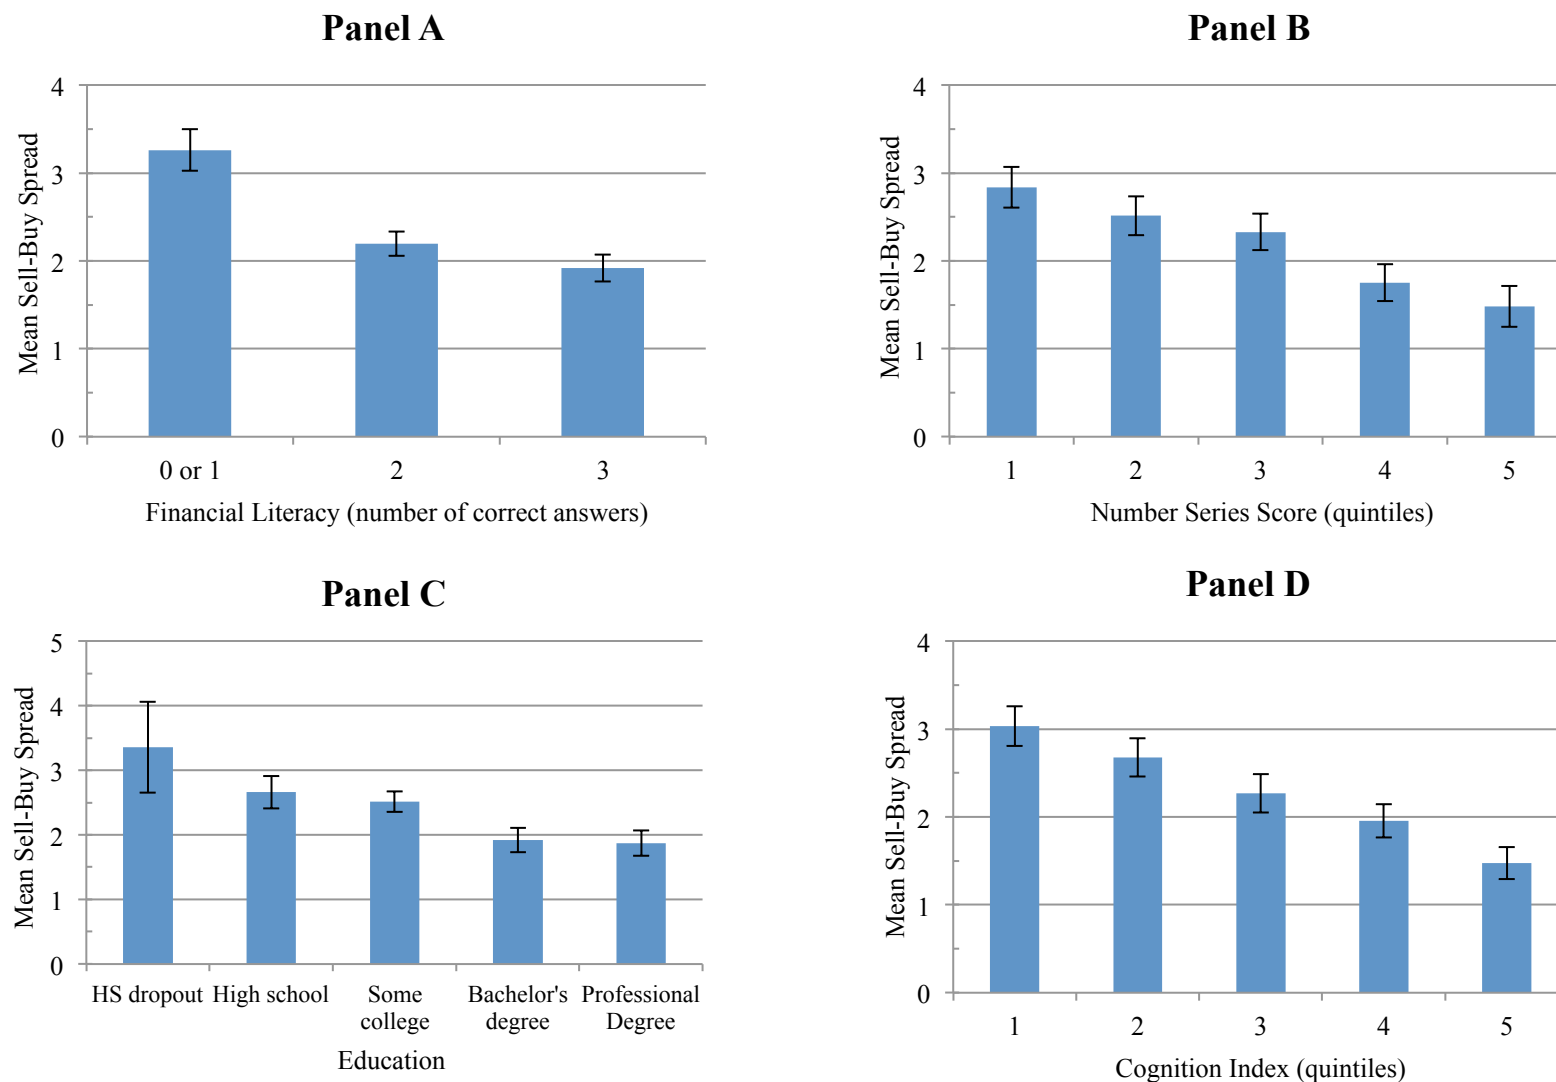 Panel A
Mean Sell-Buy Spread
4
3
2
1
0
0 or 1 2 3
Financial Literacy (number of correct answers)
Panel B
Mean Sell-Buy Spread
4
3
2
1
0
1 2 3 4 5
Number Series Score (quintiles)
Panel C
Mean Sell-Buy Spread
5
4
3
2
1
0
HS dropout High school Some Bachelor's Professional
college degree Degree
Education
Panel D
Mean Sell-Buy Spread
4
3
2
1
0
1 2 3 4 5
Cognition Index (quintiles)